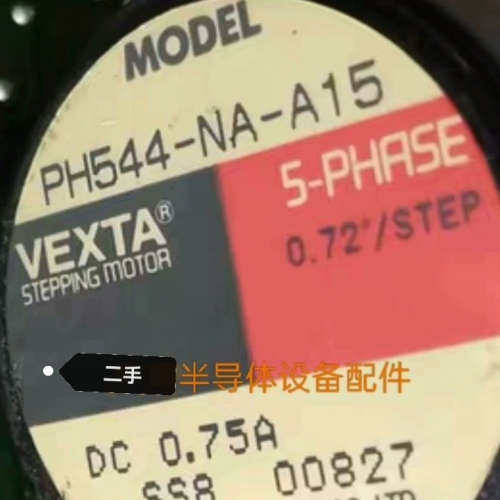 MODEL
PH544-NA-A15
5-PHASE
0.72°/STEP
VEXTA®
STEPPING MOTOR
二手 半导体设备配件
DC 0.75A
SS8 00827